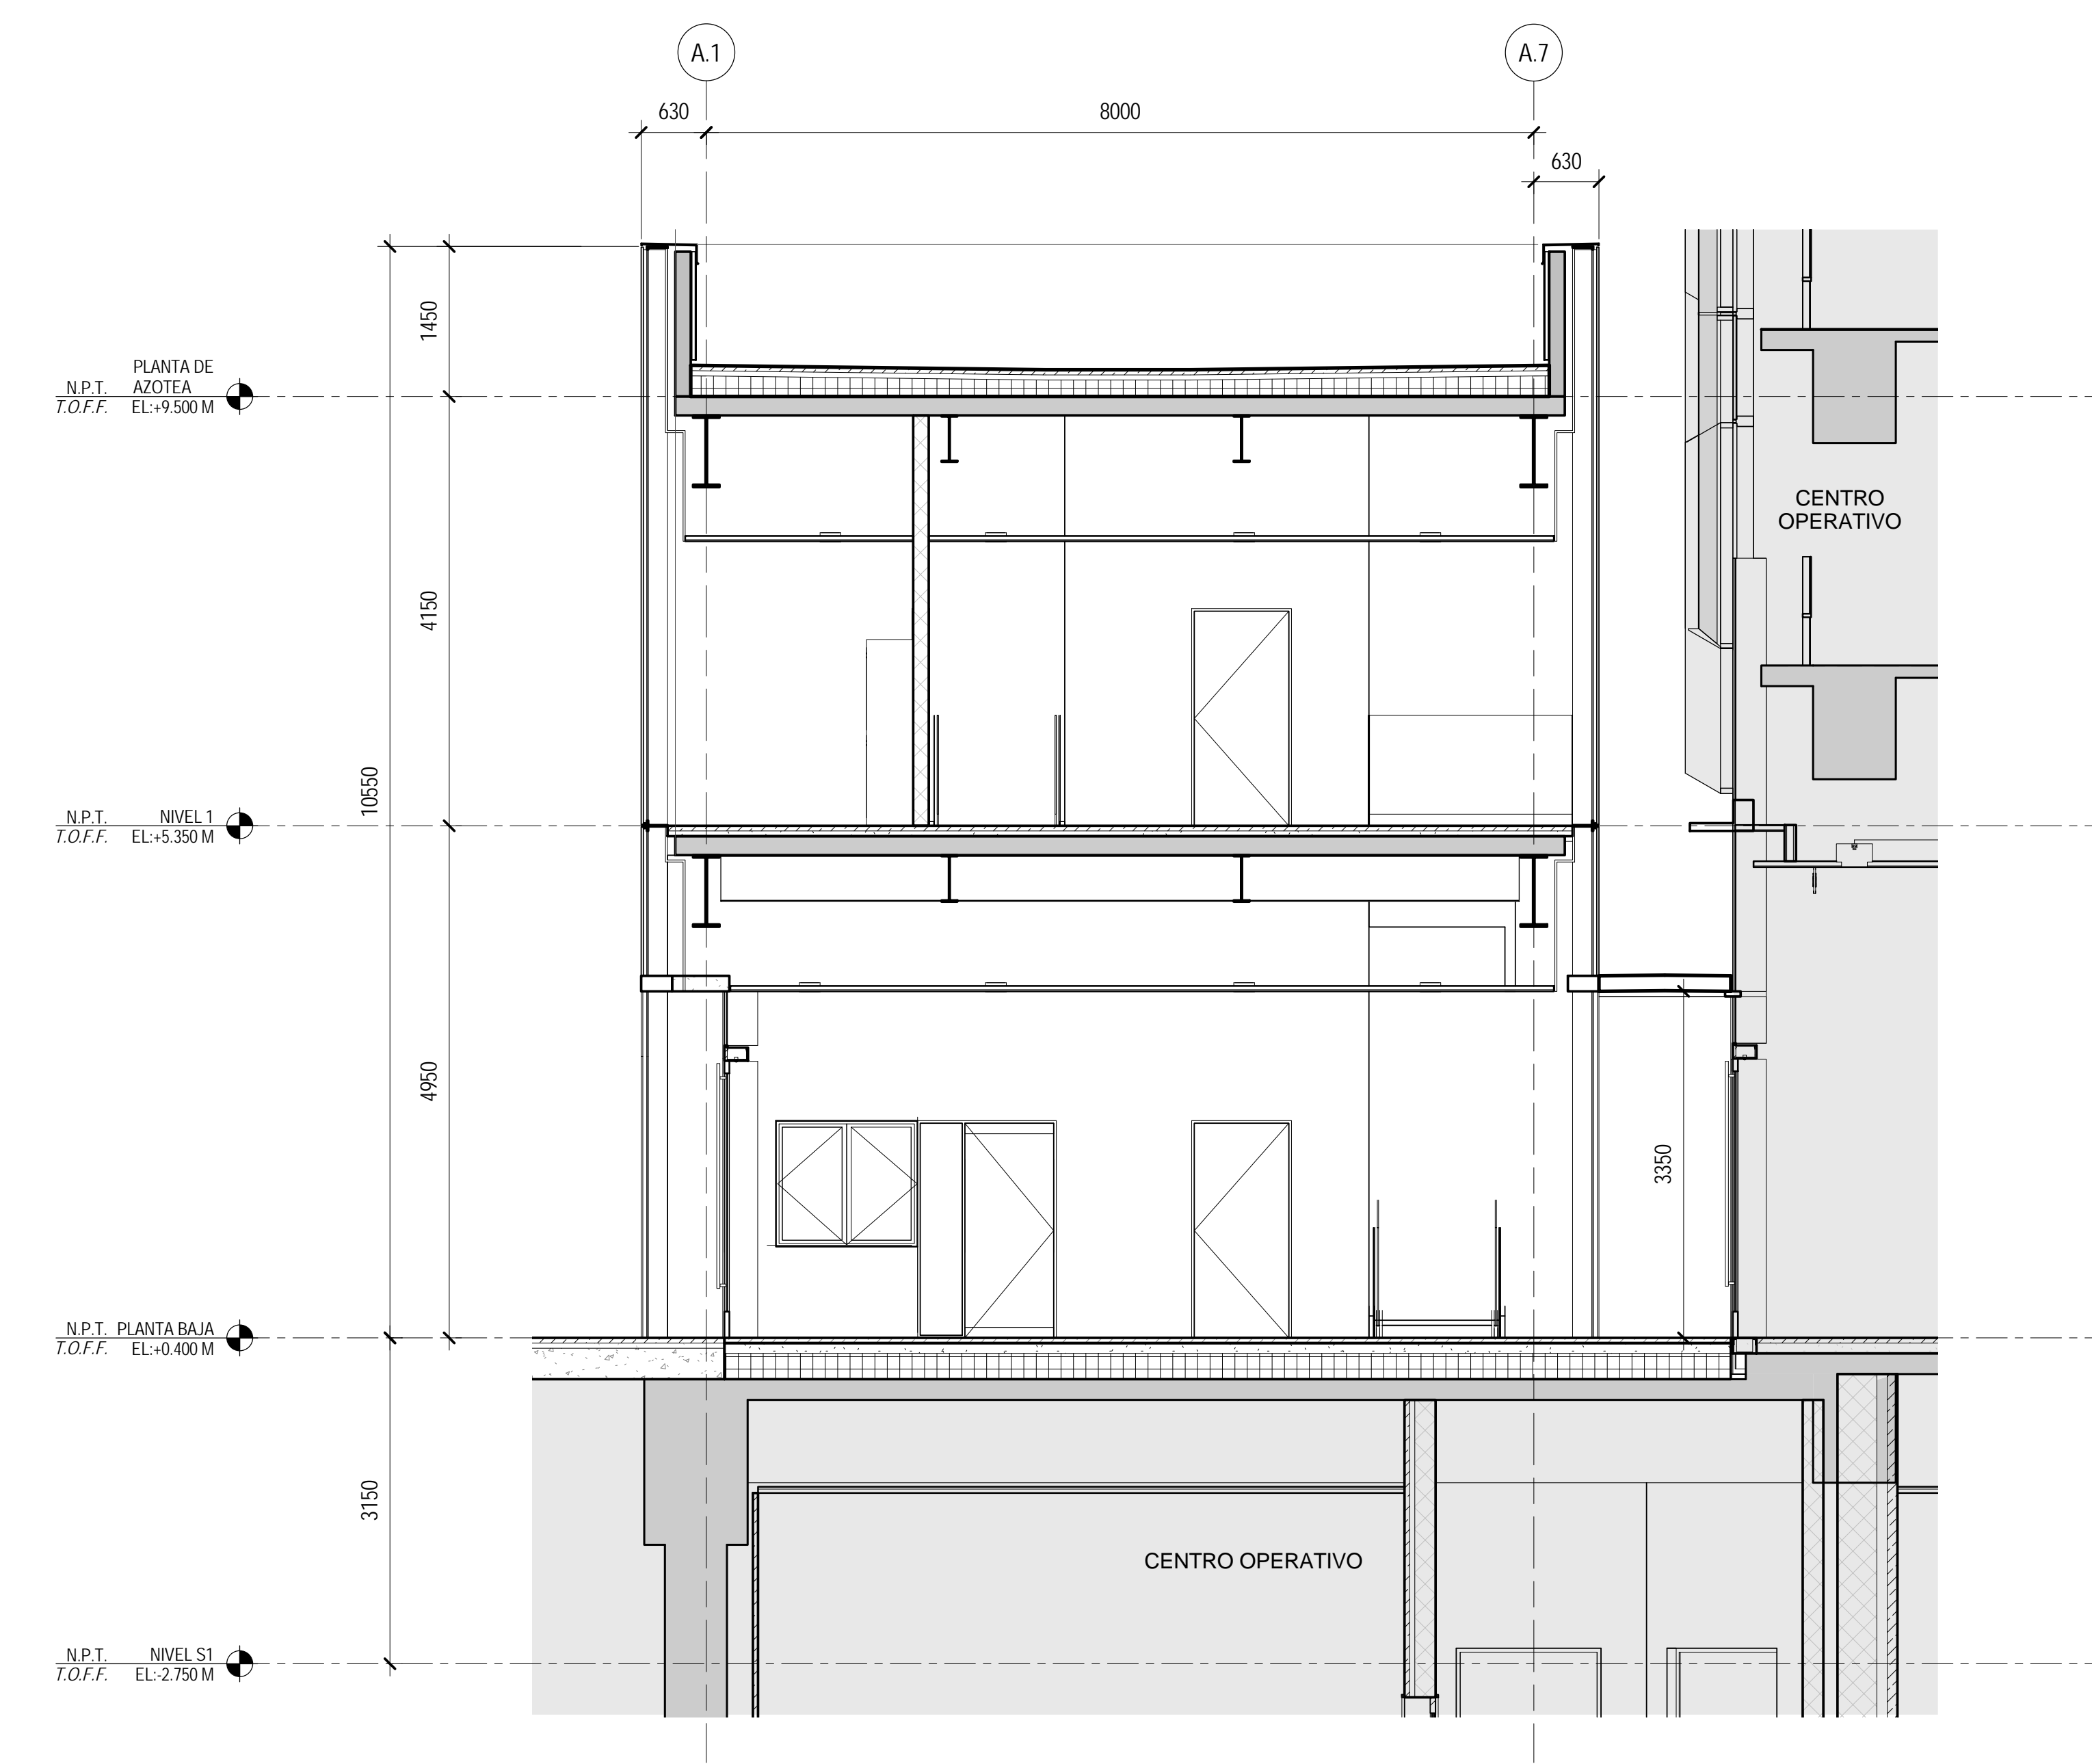 A.1
A.7
630
8000
630
1450
PLANTA DE
N.P.T. AZOTEA
T.O.F.F. EL:+9.500 M
CENTRO
OPERATIVO
4150
10550
N.P.T. NIVEL 1
T.O.F.F. EL:+5.350 M
4950
3350
N.P.T. PLANTA BAJA
T.O.F.F. EL:+0.400 M
3150
CENTRO OPERATIVO
N.P.T. NIVEL S1
T.O.F.F. EL:-2.750 M